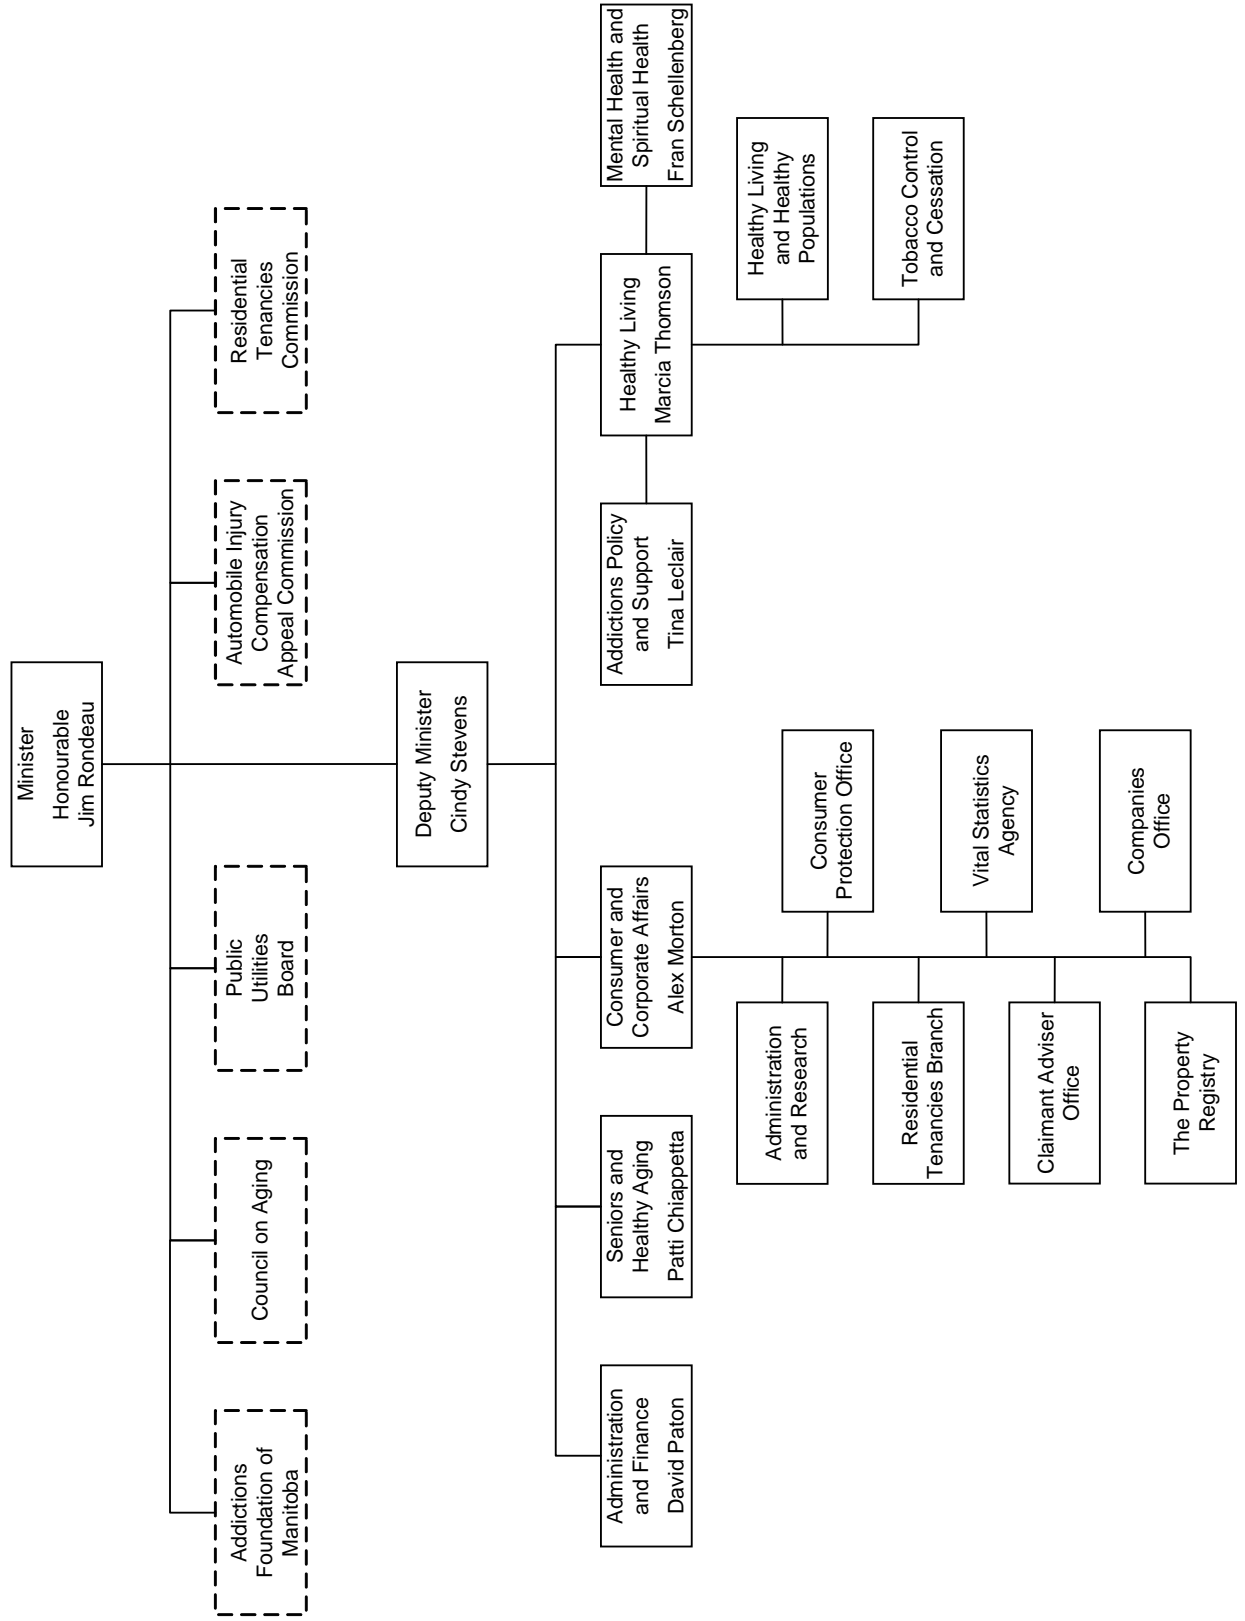 Minister
Honourable
Jim Rondeau
Addictions
Foundation of
Manitoba
Council on Aging
Public
Utilities
Board
Automobile Injury
Compensation
Appeal Commission
Residential
Tenancies
Commission
Deputy Minister
Cindy Stevens
Administration
and Finance
David Paton
Seniors and
Healthy Aging
Patti Chiappetta
Consumer and
Corporate Affairs
Alex Morton
Addictions Policy
and Support
Tina Leclair
Healthy Living
Marcia Thomson
Mental Health and
Spiritual Health
Fran Schellenberg
Administration
and Research
Consumer
Protection Office
Residential
Tenancies Branch
Vital Statistics
Agency
Claimant Adviser
Office
Companies
Office
The Property
Registry
Healthy Living
and Healthy
Populations
Tobacco Control
and Cessation